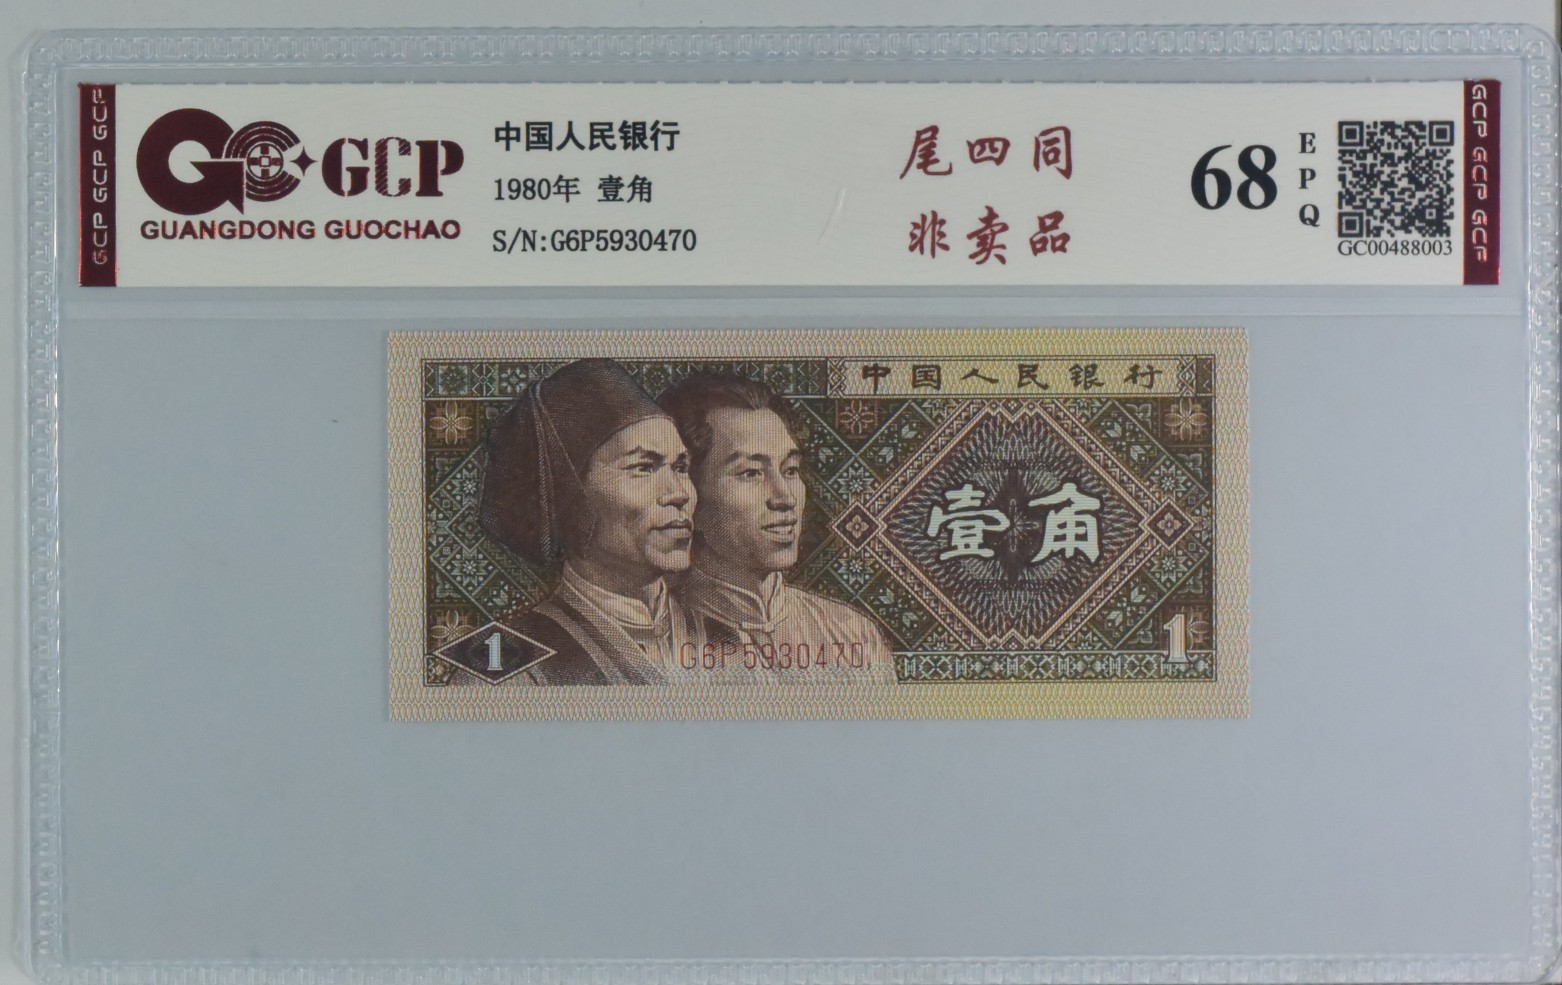 GCP
GUANGDONG GUOCHAO
中国人民银行
1980年 壹角
S/N:G6P5930470
尾四同
非卖品
68
EPQ
GC00488003
GCP GCP GCP
GCP GCP GCP
中国人民银行
壹角
1
G6P5930470
1